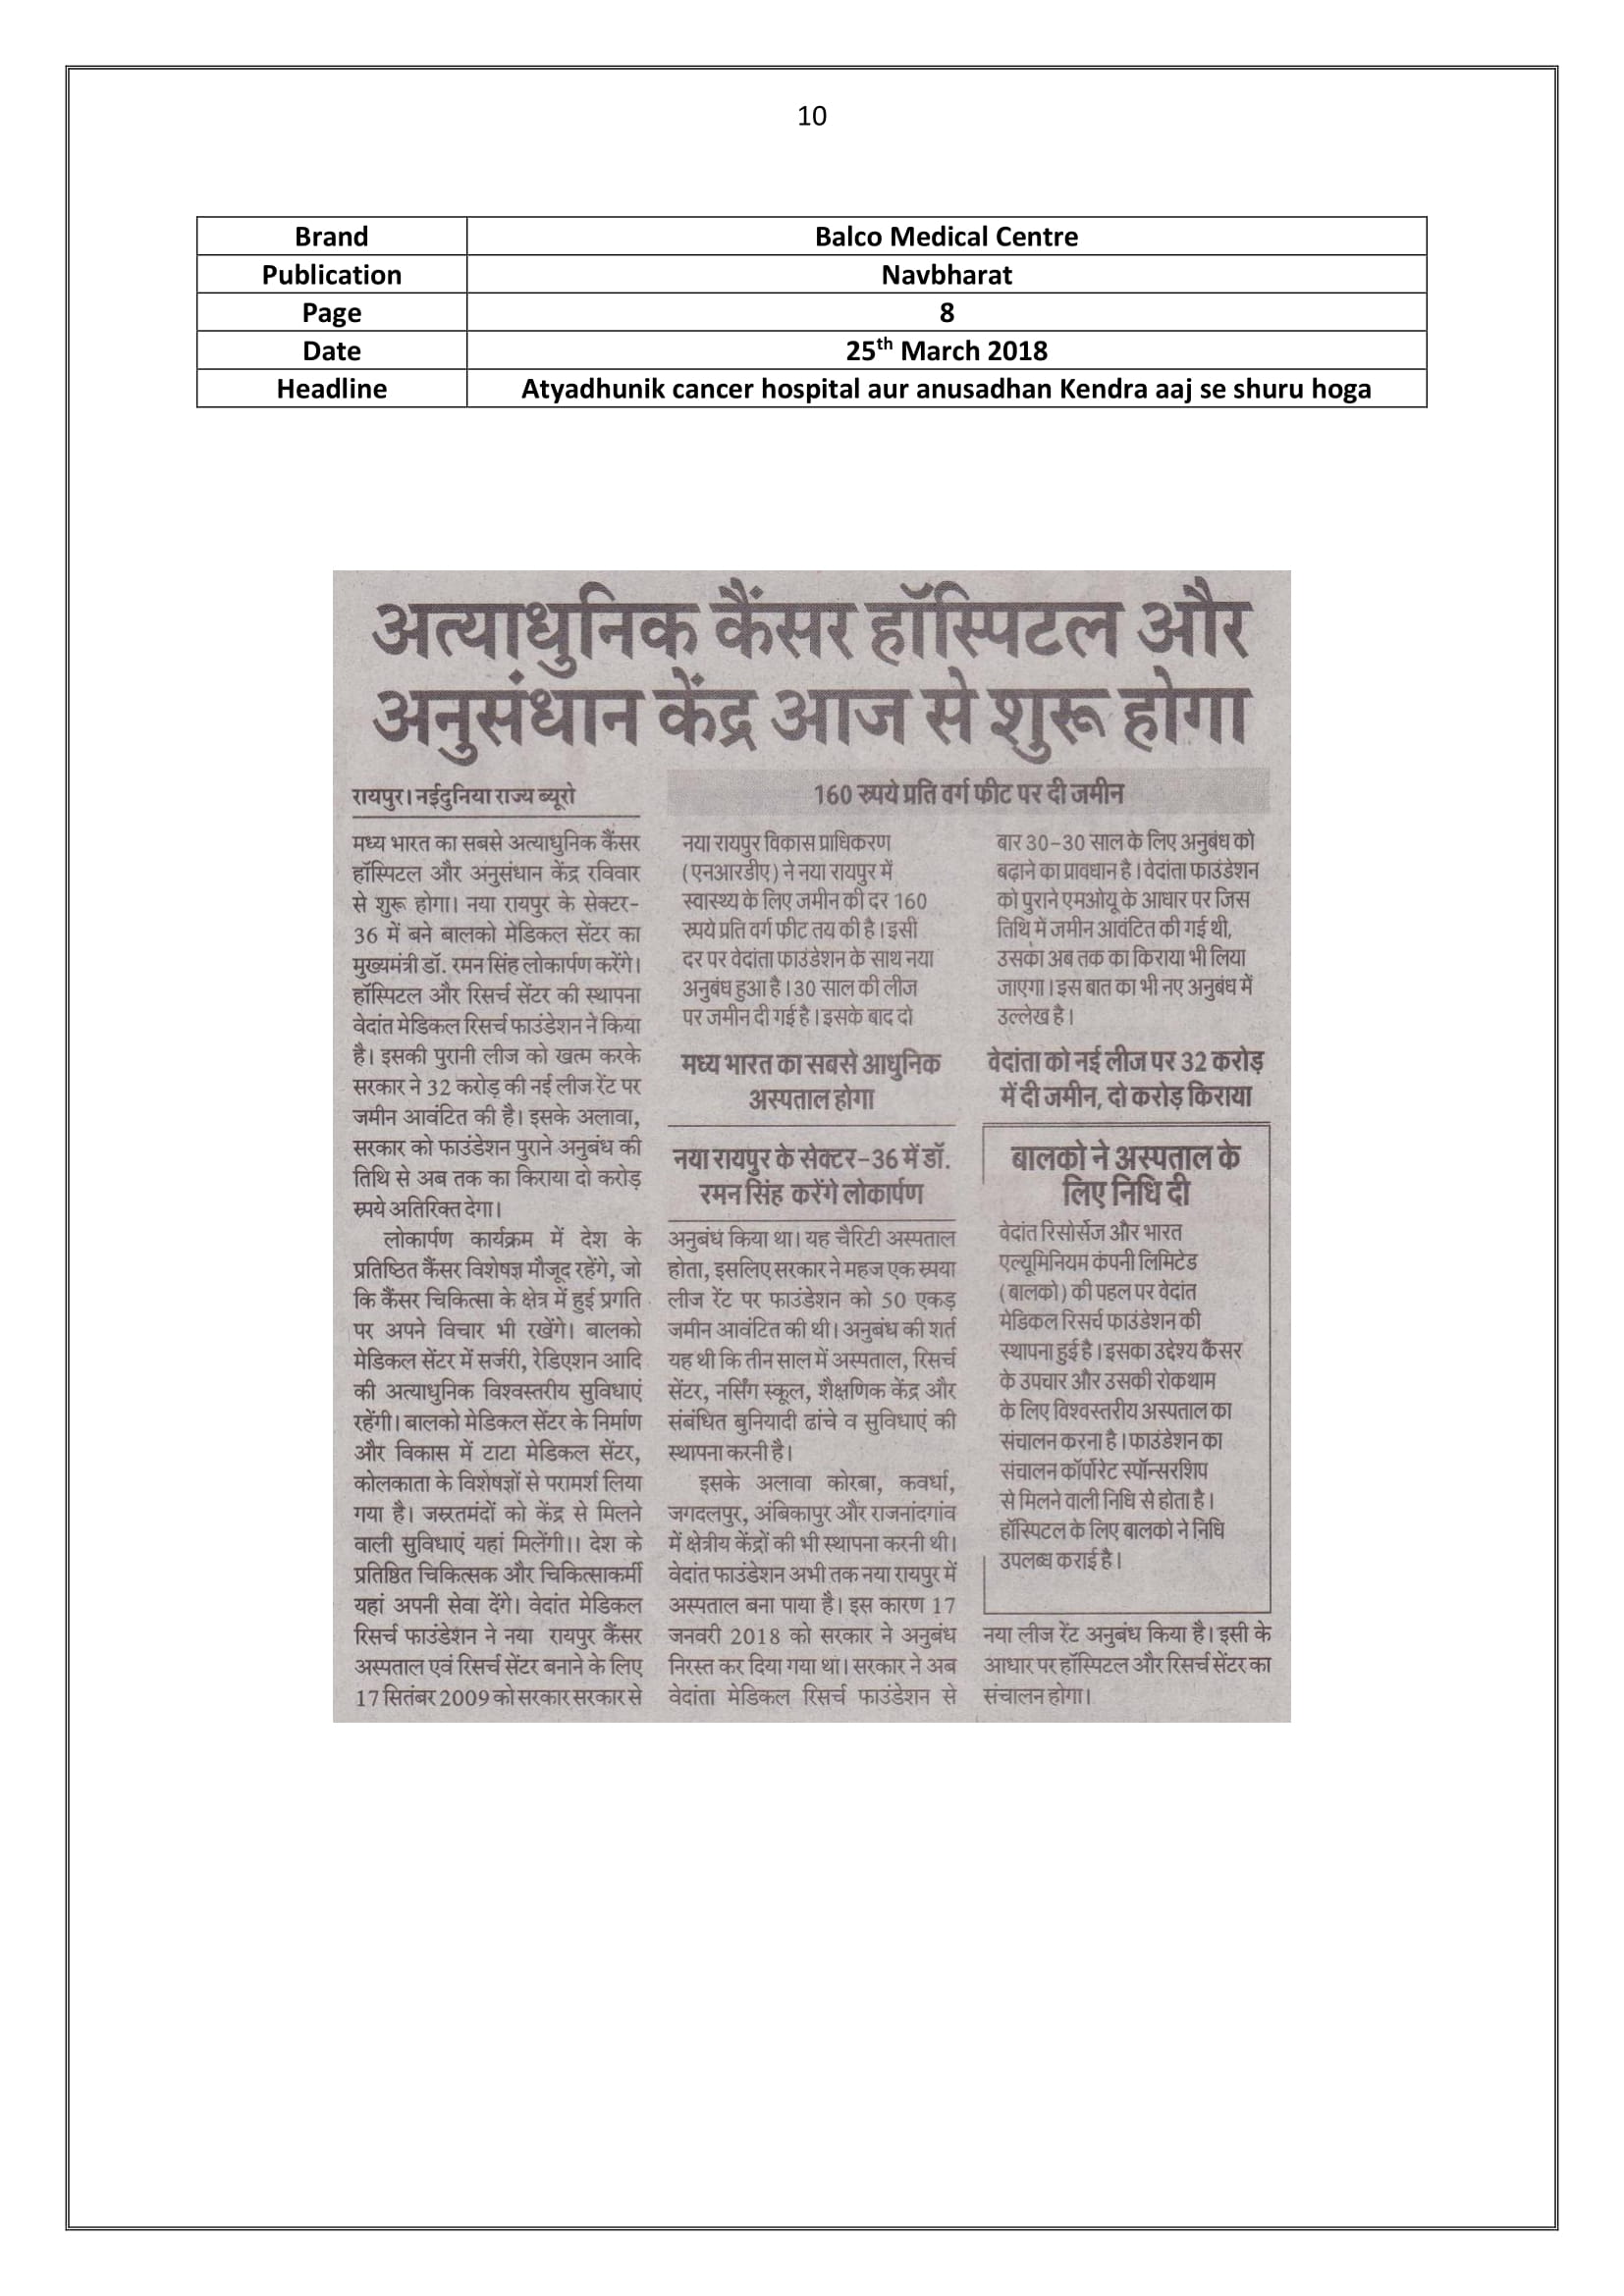 10
Brand Balco Medical Centre
Publication Navbharat
Page 8
Date 25th March 2018
Headline Atyadhunik cancer hospital aur anusadhan Kendra aaj se shuru hoga
अत्याधुनिक कैंसर हॉस्पिटल और
अनुसंधान केंद्र आज से शुरू होगा
रायपुर। नईदुनिया राज्य ब्यूरो
मध्य भारत का सबसे अत्याधुनिक कैंसर
हॉस्पिटल और अनुसंधान केंद्र रविवार
से शुरू होगा। नया रायपुर के सेक्टर-
36 में बने बालको मेडिकल सेंटर का
मुख्यमंत्री डॉ. रमन सिंह लोकार्पण करेंगे।
हॉस्पिटल और रिसर्च सेंटर की स्थापना
वेदांत मेडिकल रिसर्च फाउंडेशन ने किया
है। इसकी पुरानी लीज को खत्म करके
सरकार ने 32 करोड़ की नई लीज रेंट पर
जमीन आवंटित की है। इसके अलावा,
सरकार को फाउंडेशन पुराने अनुबंध की
तिथि से अब तक का किराया दो करोड़
रुपये अतिरिक्त देगा।
लोकार्पण कार्यक्रम में देश के
प्रतिष्ठित कैंसर विशेषज्ञ मौजूद रहेंगे, जो
कि कैंसर चिकित्सा के क्षेत्र में हुई प्रगति
पर अपने विचार भी रखेंगे। बालको
मेडिकल सेंटर में सर्जरी, रेडिएशन आदि
की अत्याधुनिक विश्वस्तरीय सुविधाएं
रहेंगी। बालको मेडिकल सेंटर के निर्माण
और विकास में टाटा मेडिकल सेंटर,
कोलकाता के विशेषज्ञों से परामर्श लिया
गया है। जरूरतमंदों को केंद्र से मिलने
वाली सुविधाएं यहां मिलेंगी।। देश के
प्रतिष्ठित चिकित्सक और चिकित्साकर्मी
यहां अपनी सेवा देंगे। वेदांत मेडिकल
रिसर्च फाउंडेशन ने नया रायपुर कैंसर
अस्पताल एवं रिसर्च सेंटर बनाने के लिए
17 सितंबर 2009 को सरकार सरकार से
160 रुपये प्रति वर्ग फीट पर दी जमीन
नया रायपुर विकास प्राधिकरण
(एनआरडीए) ने नया रायपुर में
स्वास्थ्य के लिए जमीन की दर 160
रुपये प्रति वर्ग फीट तय की है। इसी
दर पर वेदांता फाउंडेशन के साथ नया
अनुबंध हुआ है। 30 साल की लीज
पर जमीन दी गई है। इसके बाद दो
बार 30-30 साल के लिए अनुबंध को
बढ़ाने का प्रावधान है। वेदांता फाउंडेशन
को पुराने एमओयू के आधार पर जिस
तिथि में जमीन आवंटित की गई थी,
उसका अब तक का किराया भी लिया
जाएगा। इस बात का भी नए अनुबंध में
उल्लेख है।
मध्य भारत का सबसे आधुनिक
अस्पताल होगा
नया रायपुर के सेक्टर-36 में डॉ.
रमन सिंह करेंगे लोकार्पण
अनुबंध किया था। यह चैरिटी अस्पताल
होता, इसलिए सरकार ने महज एक रुपया
लीज रेंट पर फाउंडेशन को 50 एकड़
जमीन आवंटित की थी। अनुबंध की शर्त
यह थी कि तीन साल में अस्पताल, रिसर्च
सेंटर, नर्सिंग स्कूल, शैक्षणिक केंद्र और
संबंधित बुनियादी ढांचे व सुविधाएं की
स्थापना करनी है।
इसके अलावा कोरबा, कवर्धा,
जगदलपुर, अंबिकापुर और राजनांदगांव
में क्षेत्रीय केंद्रों की भी स्थापना करनी थी।
वेदांत फाउंडेशन अभी तक नया रायपुर में
अस्पताल बना पाया है। इस कारण 17
जनवरी 2018 को सरकार ने अनुबंध
निरस्त कर दिया गया था। सरकार ने अब
वेदांता मेडिकल रिसर्च फाउंडेशन से
वेदांता को नई लीज पर 32 करोड़
में दी जमीन, दो करोड़ किराया
बालको ने अस्पताल के
लिए निधि दी
वेदांत रिसोर्सेज और भारत
एल्यूमिनियम कंपनी लिमिटेड
(बालको) की पहल पर वेदांत
मेडिकल रिसर्च फाउंडेशन की
स्थापना हुई है। इसका उद्देश्य कैंसर
के उपचार और उसकी रोकथाम
के लिए विश्वस्तरीय अस्पताल का
संचालन करना है। फाउंडेशन का
संचालन कॉर्पोरेट स्पॉन्सरशिप
से मिलने वाली निधि से होता है।
हॉस्पिटल के लिए बालको ने निधि
उपलब्ध कराई है।
नया लीज रेंट अनुबंध किया है। इसी के
आधार पर हॉस्पिटल और रिसर्च सेंटर का
संचालन होगा।